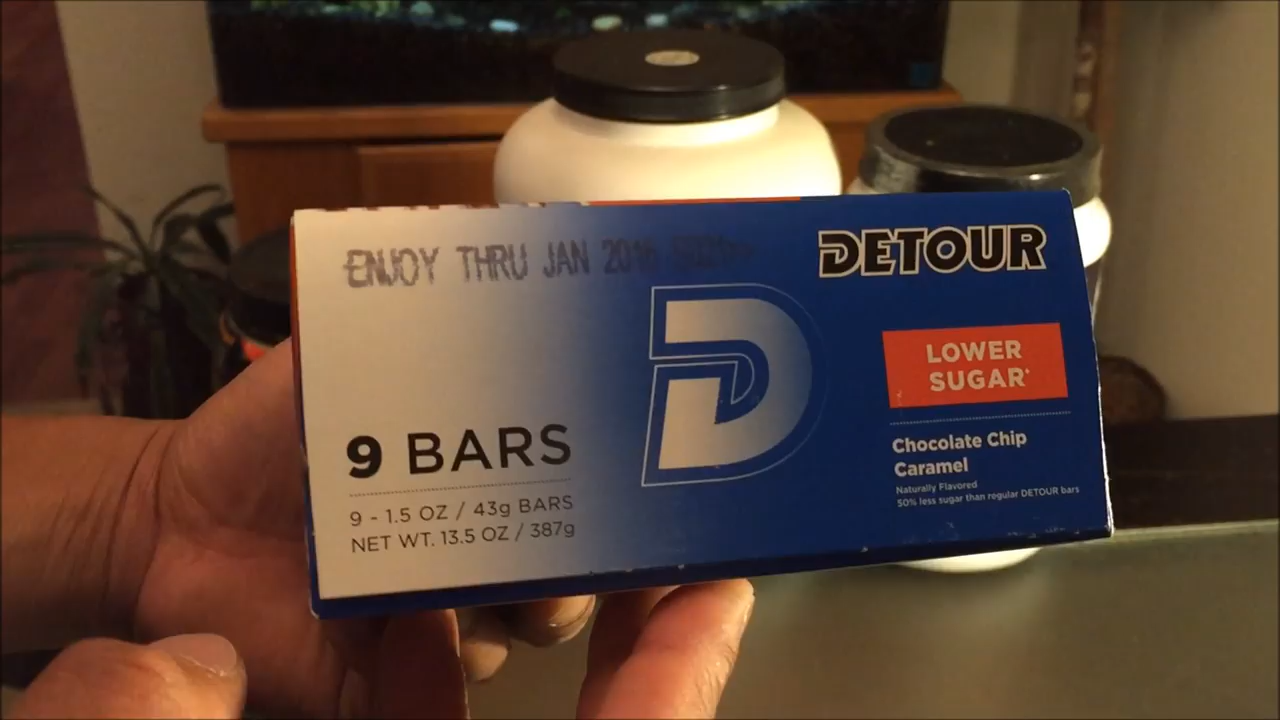 ENJOY THRU JAN
DETOUR
LOWER
SUGAR*
9 BARS
9 - 1.5 OZ / 43g BARS
NET WT. 13.5 OZ / 387g
Chocolate Chip
Caramel
Naturally Flavored
50% less sugar than regular DETOUR bars